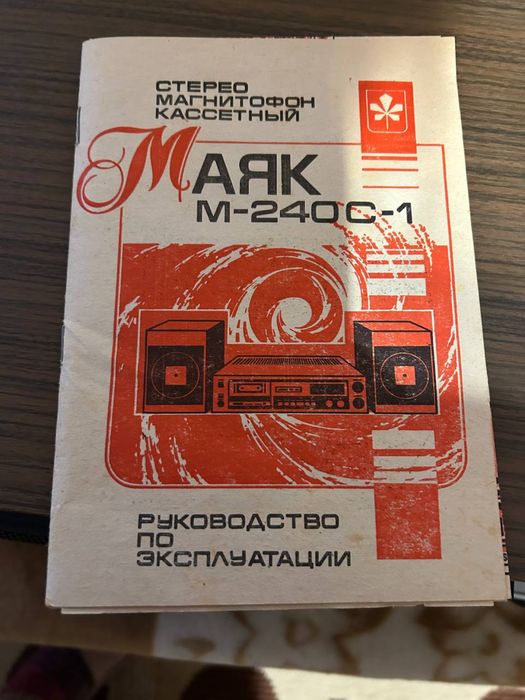 СТЕРЕО
МАГНИТОФОН
КАССЕТНЫЙ
МАЯК
М-240С-1
РУКОВОДСТВО
ПО
ЭКСПЛУАТАЦИИ